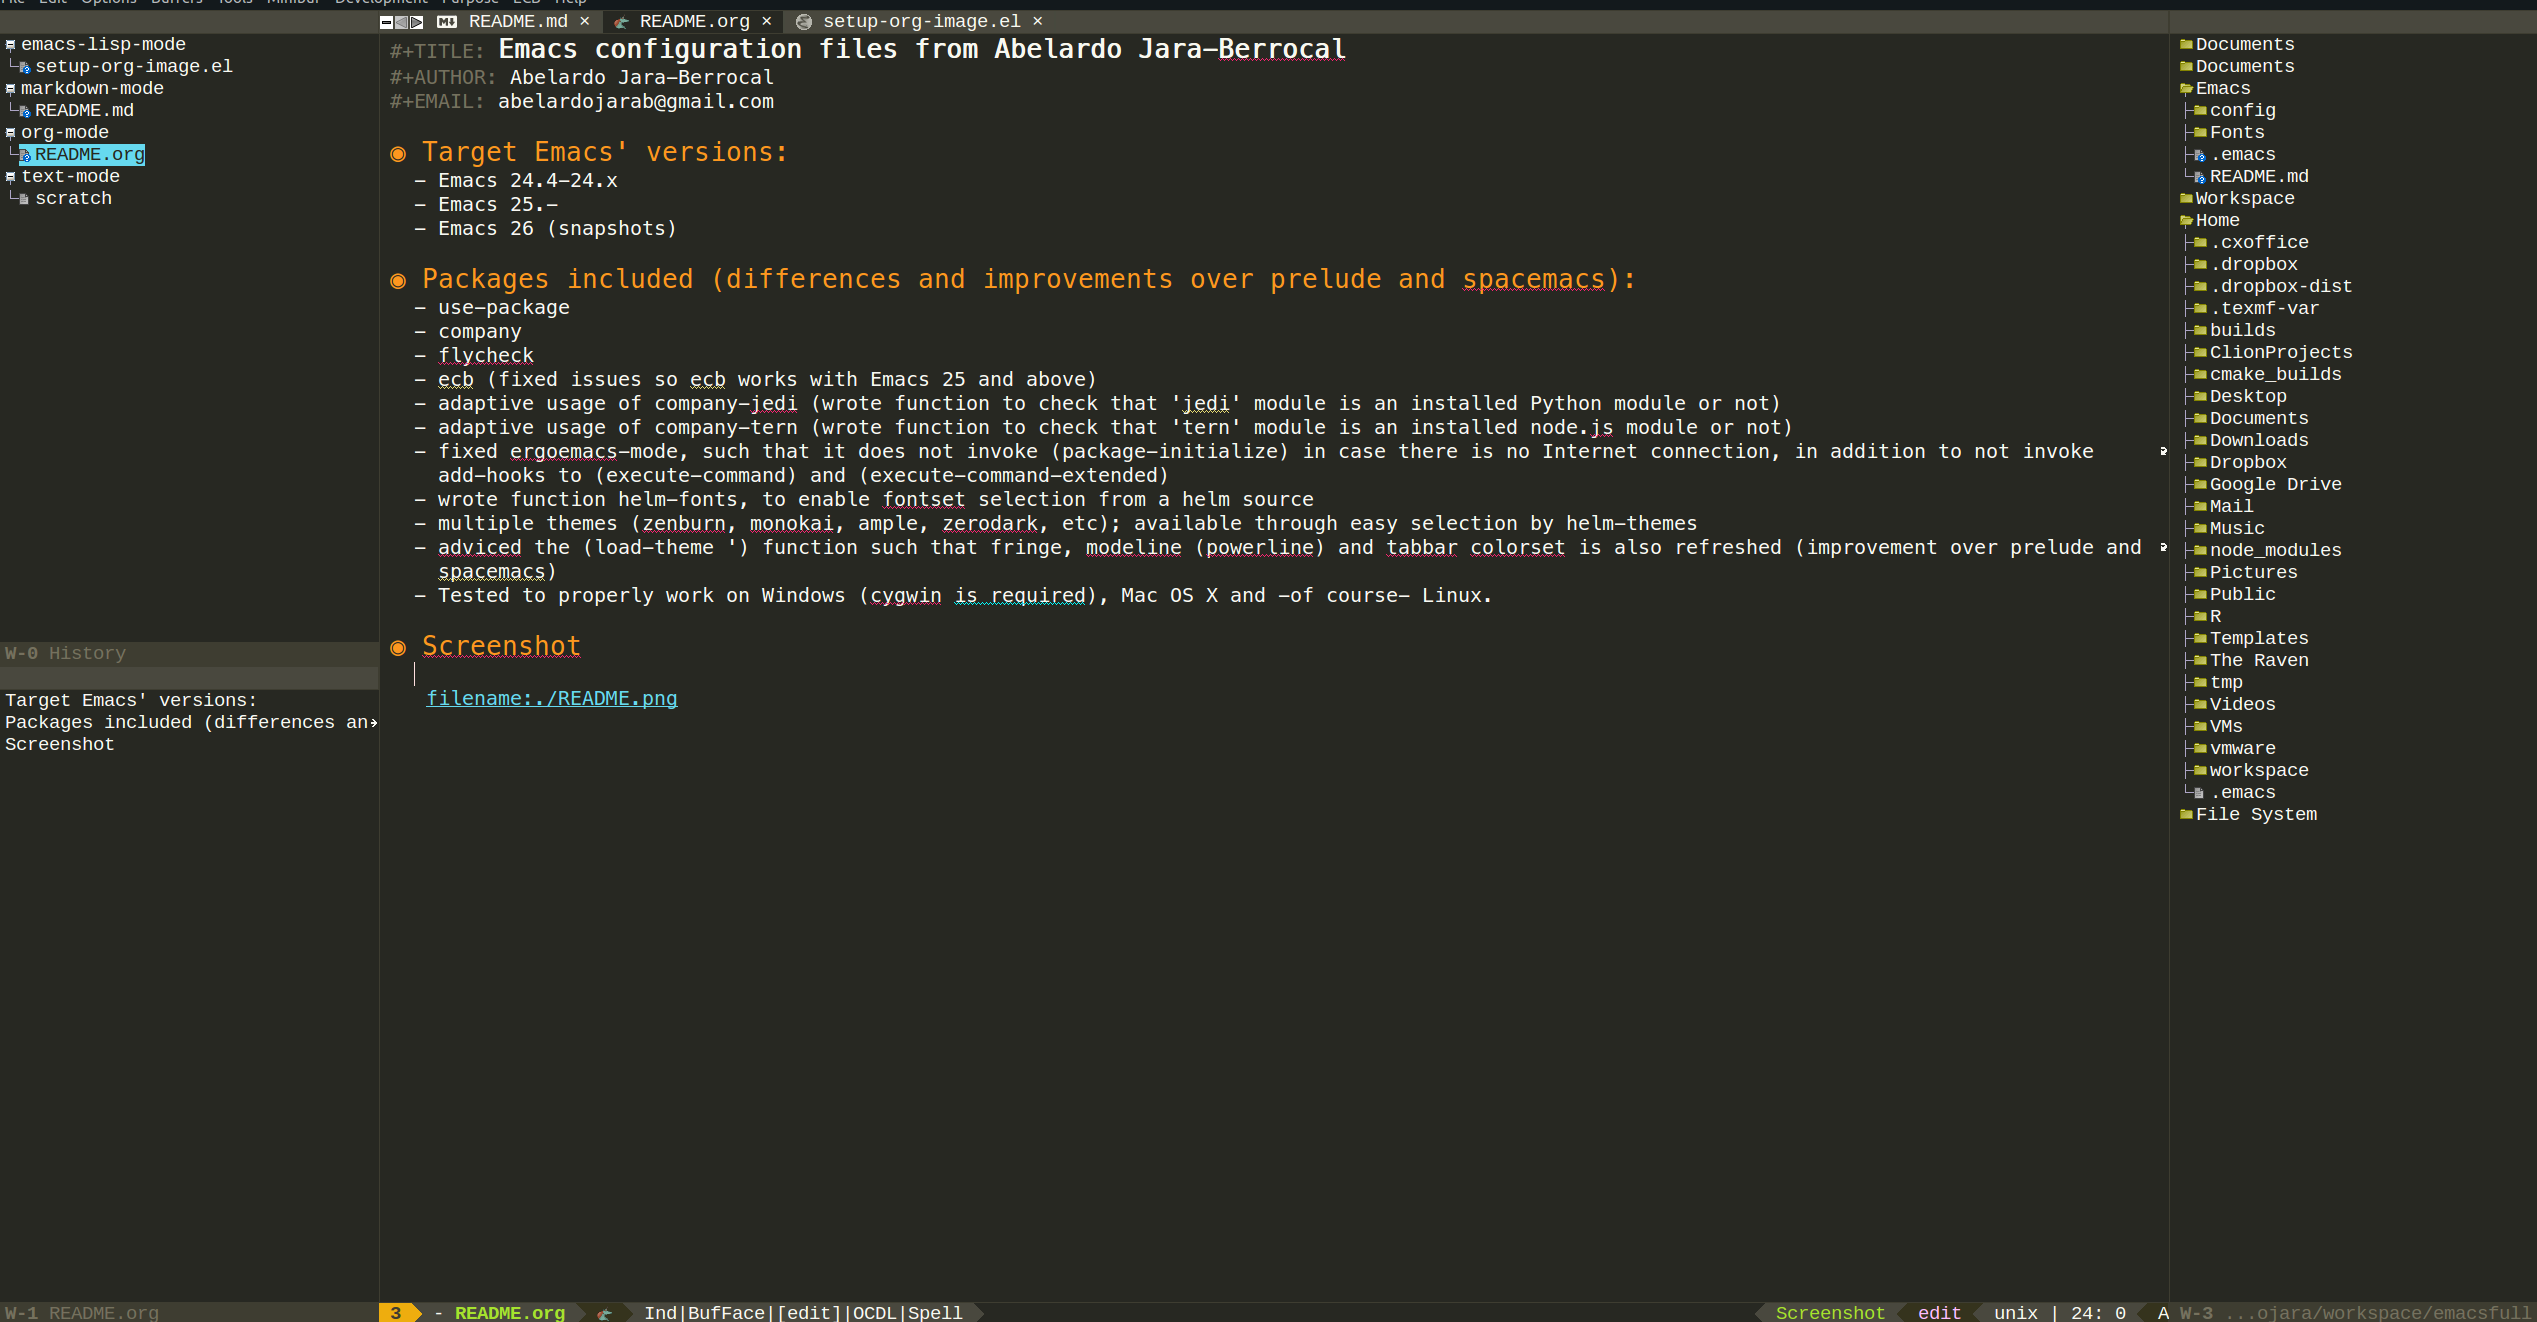 File Edit Options Buffers Tools Minibuf Development Purpose ECB Help
README.md ×
README.org ×
setup-org-image.el ×
emacs-lisp-mode
setup-org-image.el
markdown-mode
README.md
org-mode
README.org
text-mode
scratch
W-0 History
Target Emacs' versions:
Packages included (differences an
Screenshot
W-1 README.org
#+TITLE: Emacs configuration files from Abelardo Jara-Berrocal
#+AUTHOR: Abelardo Jara-Berrocal
#+EMAIL: abelardojarab@gmail.com
◉ Target Emacs' versions:
- Emacs 24.4-24.x
- Emacs 25.-
- Emacs 26 (snapshots)
◉ Packages included (differences and improvements over prelude and spacemacs):
- use-package
- company
- flycheck
- ecb (fixed issues so ecb works with Emacs 25 and above)
- adaptive usage of company-jedi (wrote function to check that 'jedi' module is an installed Python module or not)
- adaptive usage of company-tern (wrote function to check that 'tern' module is an installed node.js module or not)
- fixed ergoemacs-mode, such that it does not invoke (package-initialize) in case there is no Internet connection, in addition to not invoke
add-hooks to (execute-command) and (execute-command-extended)
- wrote function helm-fonts, to enable fontset selection from a helm source
- multiple themes (zenburn, monokai, ample, zerodark, etc); available through easy selection by helm-themes
- adviced the (load-theme ') function such that fringe, modeline (powerline) and tabbar colorset is also refreshed (improvement over prelude and
spacemacs)
- Tested to properly work on Windows (cygwin is required), Mac OS X and -of course- Linux.
◉ Screenshot
filename:./README.png
3 - README.org Ind|BufFace|[edit]|OCDL|Spell Screenshot edit unix | 24: 0 A
Documents
Documents
Emacs
config
Fonts
.emacs
README.md
Workspace
Home
.cxoffice
.dropbox
.dropbox-dist
.texmf-var
builds
ClionProjects
cmake_builds
Desktop
Documents
Downloads
Dropbox
Google Drive
Mail
Music
node_modules
Pictures
Public
R
Templates
The Raven
tmp
Videos
VMs
vmware
workspace
.emacs
File System
W-3 ...ojara/workspace/emacsfull